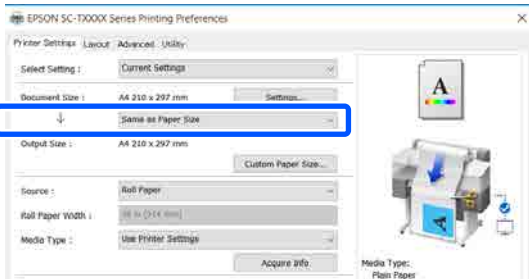 EPSON SC-TXXXX Series Printing Preferences
Printer Settings Layout Advanced Utility
Select Setting : Current Settings
Document Size : A4 210 x 297 mm Settings...
↓ Same as Paper Size
Output Size : A4 210 x 297 mm
Custom Paper Size...
Source : Roll Paper
Roll Paper Width :
Media Type : Use Printer Settings
Acquire Info
A
A
Media Type:
Plain Paper